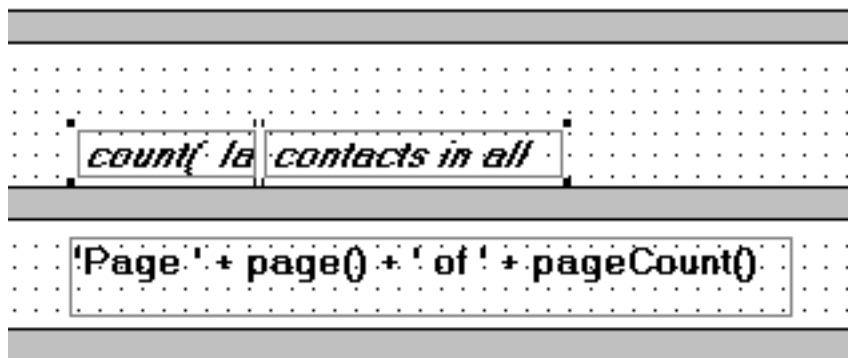 count( la contacts in all
'Page ' + page() + ' of ' + pageCount()